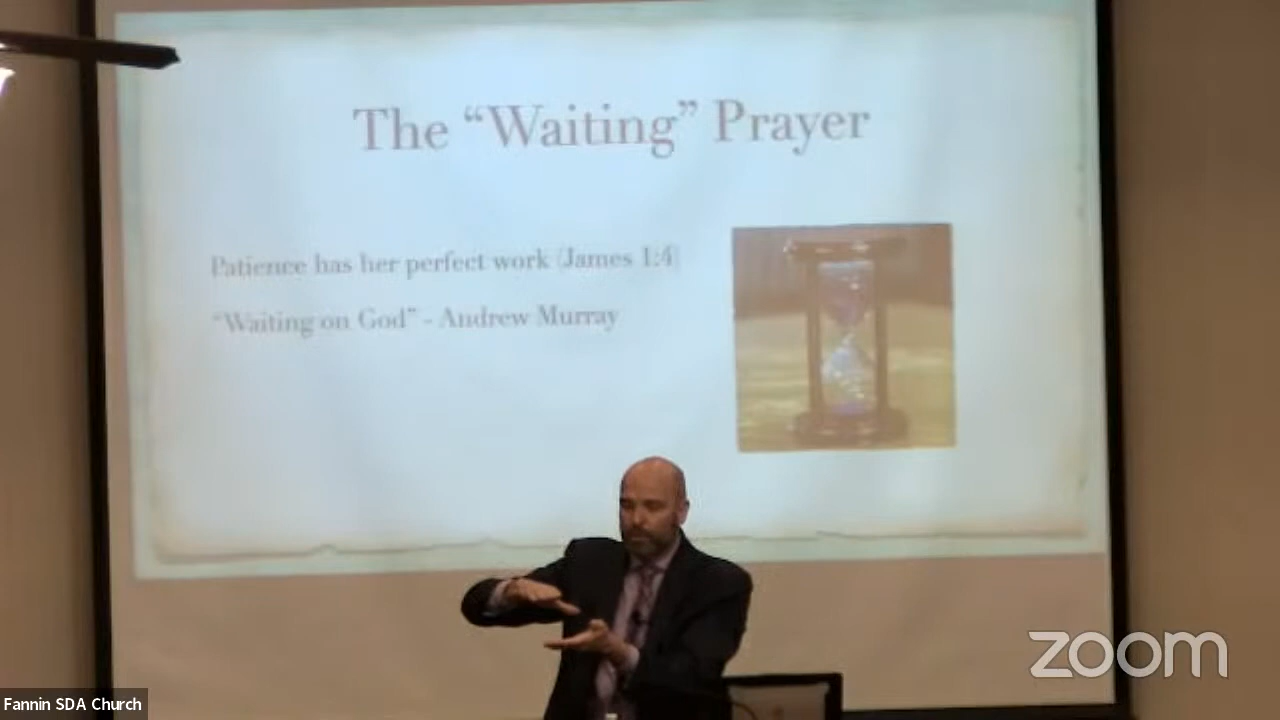 The “Waiting” Prayer
Patience has her perfect work (James 1:4)
“Waiting on God” - Andrew Murray
zoom
Fannin SDA Church